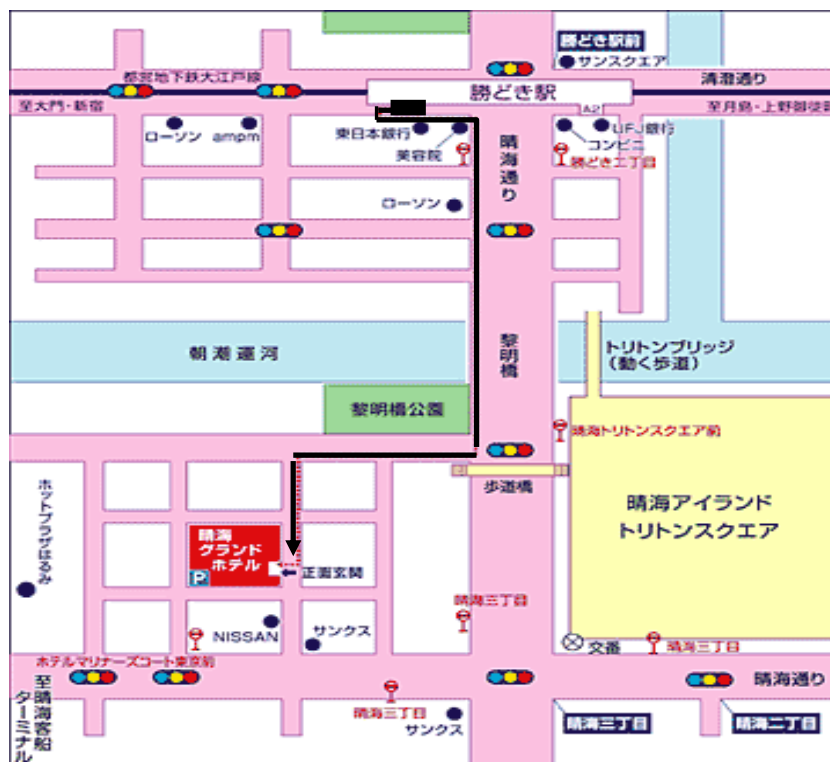 勝どき駅前
サンスクエア
都営地下鉄大江戸線
清澄通り
勝どき駅
至大門・新宿
A2
至月島・上野御徒町
ローソン
ampm
東日本銀行
美容院
UFJ銀行
コンビニ
勝どき二丁目
晴海通り
ローソン
朝潮運河
黎明橋
トリトンブリッジ
(動く歩道)
黎明橋公園
晴海トリトンスクエア前
歩道橋
晴海アイランド
トリトンスクエア
ホットプラザはるみ
晴海
グランド
ホテル
P
正面玄関
晴海三丁目
NISSAN
サンクス
交番
晴海三丁目
ホテルマリナーズコート東京前
至晴海客船
ターミナル
晴海通り
晴海三丁目
サンクス
晴海三丁目
晴海二丁目